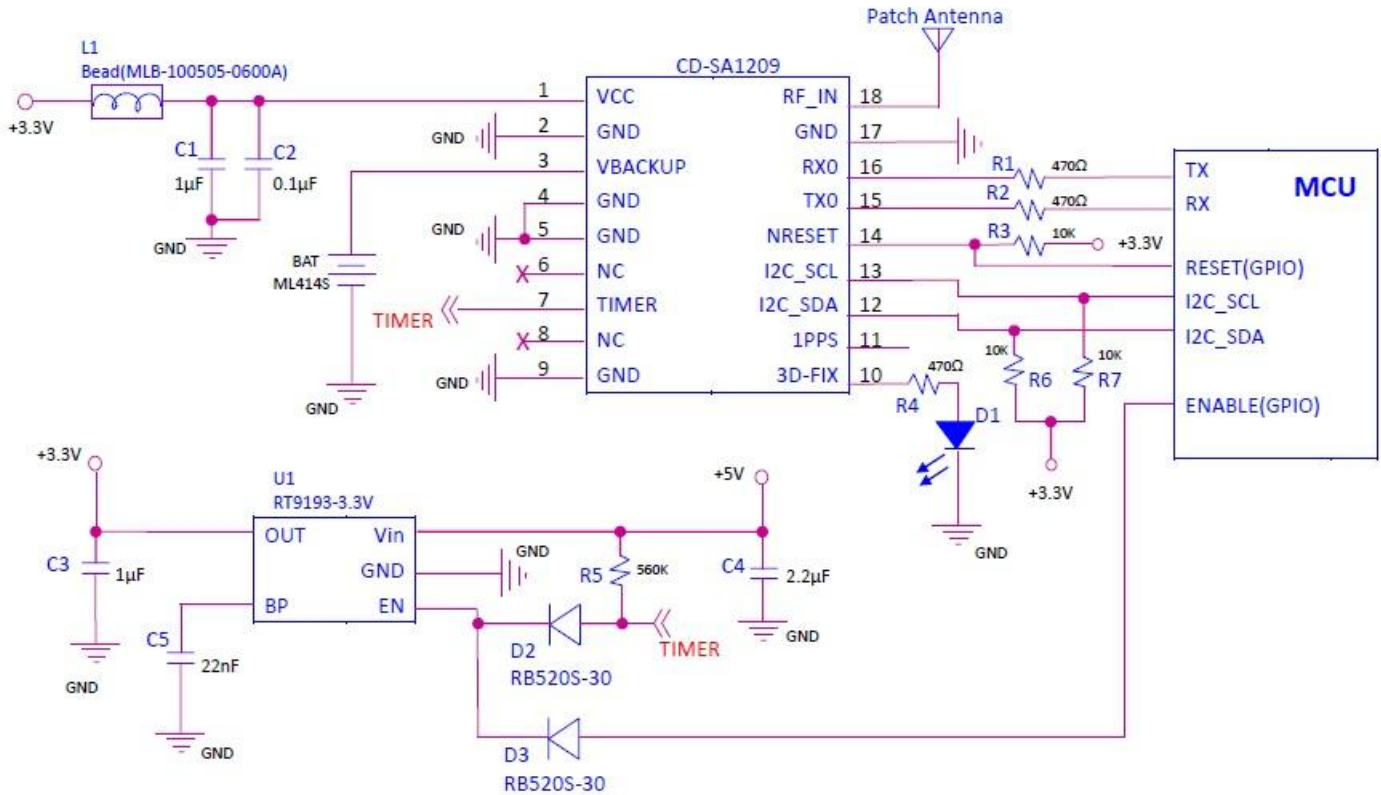 Patch Antenna
L1
Bead(MLB-100505-0600A)
+3.3V
C1
1µF
C2
0.1µF
GND
CD-SA1209
1 VCC
GND 2 GND
3 VBACKUP
4 GND
GND 5 GND
6 NC
7 TIMER
TIMER
8 NC
GND 9 GND
BAT
ML414S
GND
RF_IN 18
GND 17
RX0 16
TX0 15
NRESET 14
I2C_SCL 13
I2C_SDA 12
1PPS 11
3D-FIX 10
GND
R1 470Ω
R2 470Ω
R3 10K +3.3V
MCU
TX
RX
RESET(GPIO)
I2C_SCL
I2C_SDA
ENABLE(GPIO)
10K
R6
10K
R7
+3.3V
470Ω
R4
D1
GND
+3.3V
C3
1µF
GND
U1
RT9193-3.3V
OUT Vin
GND
BP EN
C5
22nF
GND
GND
+5V
R5 560K
C4
2.2µF
GND
TIMER
D2
RB520S-30
D3
RB520S-30